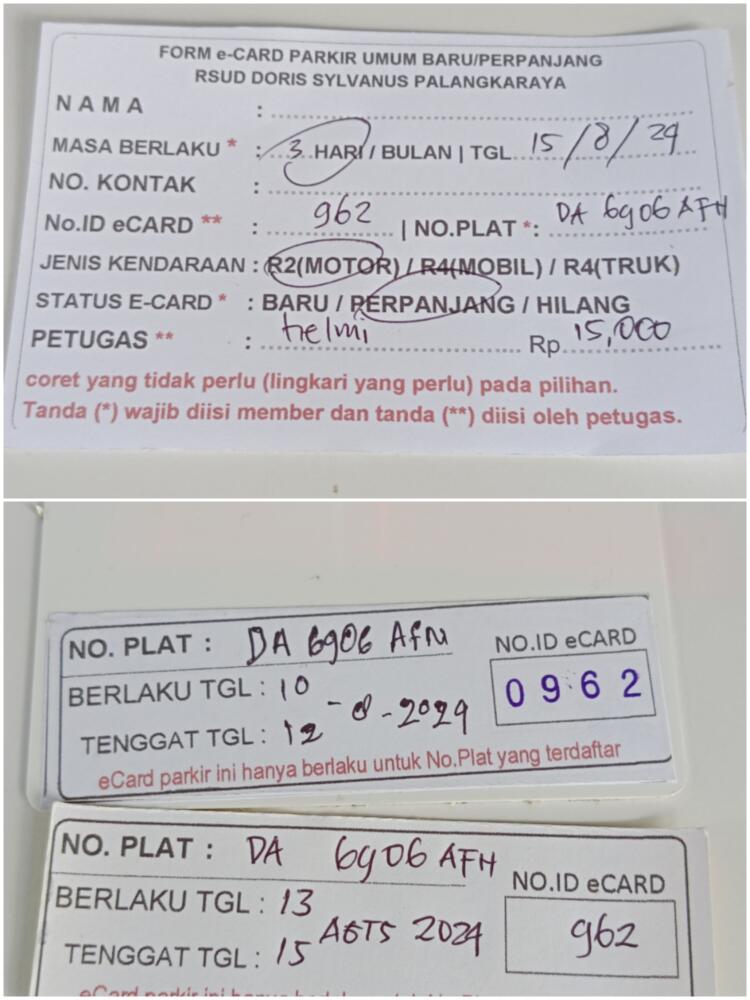 FORM e-CARD PARKIR UMUM BARU/PERPANJANG
RSUD DORIS SYLVANUS PALANGKARAYA
NAMA :
MASA BERLAKU * : 3 HARI / BULAN | TGL. 15/8/24
NO. KONTAK :
No.ID eCARD ** : 962 | NO.PLAT *: DA 6906 AFH
JENIS KENDARAAN : R2(MOTOR) / R4(MOBIL) / R4(TRUK)
STATUS E-CARD * : BARU / PERPANJANG / HILANG
PETUGAS ** : helmi Rp. 15,000
coret yang tidak perlu (lingkari yang perlu) pada pilihan.
Tanda (*) wajib diisi member dan tanda (**) diisi oleh petugas.
NO. PLAT : DA 6906 AFH
NO.ID eCARD
BERLAKU TGL : 10
0962
TENGGAT TGL : 12 -8-2024
eCard parkir ini hanya berlaku untuk No.Plat yang terdaftar
NO. PLAT : DA 6906 AFH
NO.ID eCARD
BERLAKU TGL : 13
962
TENGGAT TGL : 15 AGTS 2024
eCard parkir ini